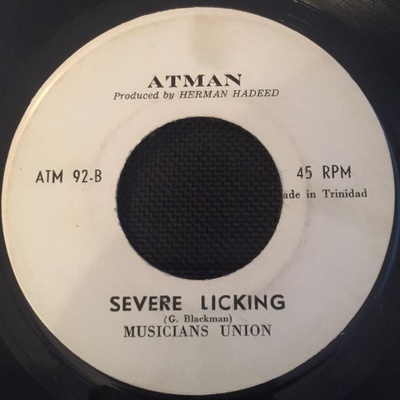 ATMAN
Produced by HERMAN HADEED
ATM 92-B
45 RPM
ade in Trinidad
SEVERE LICKING
(G. Blackman)
MUSICIANS UNION